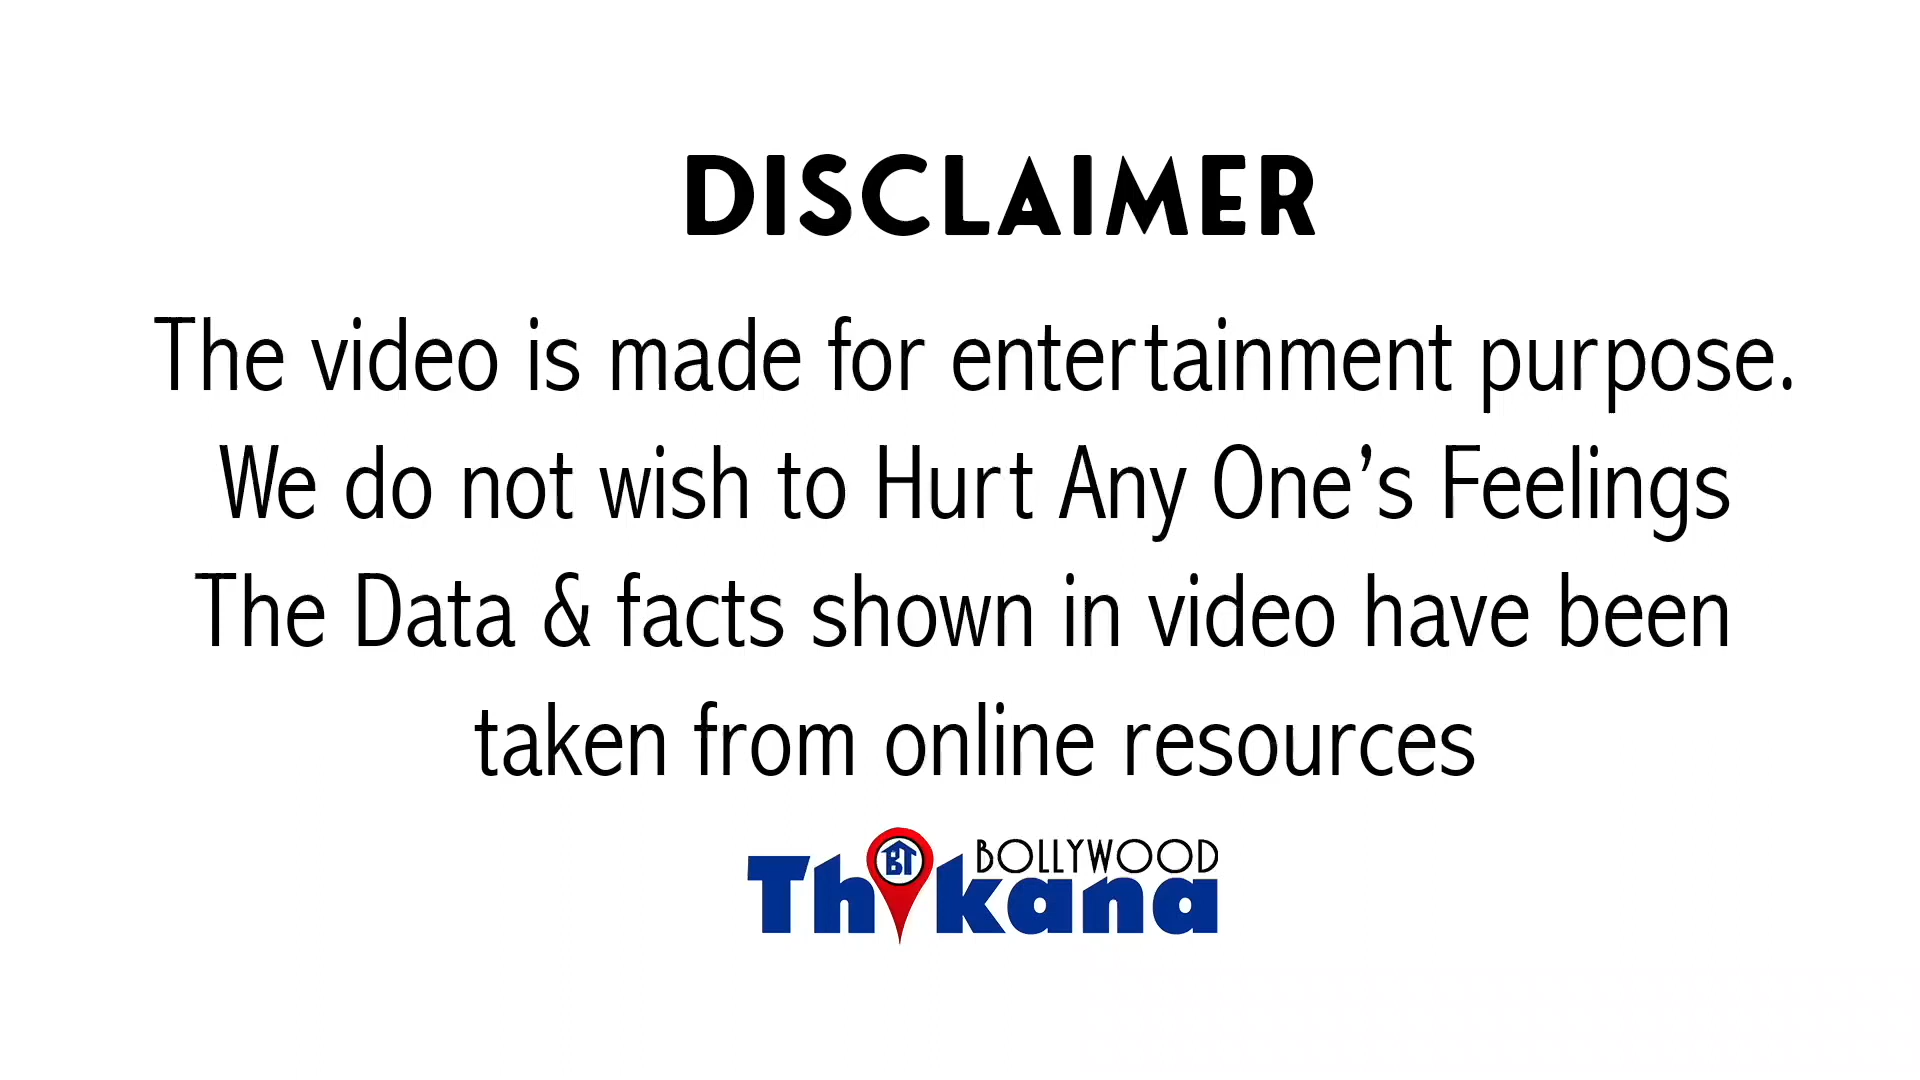 DISCLAIMER
The video is made for entertainment purpose.
We do not wish to Hurt Any One’s Feelings
The Data & facts shown in video have been
taken from online resources
BT
BOLLYWOOD
Thikana